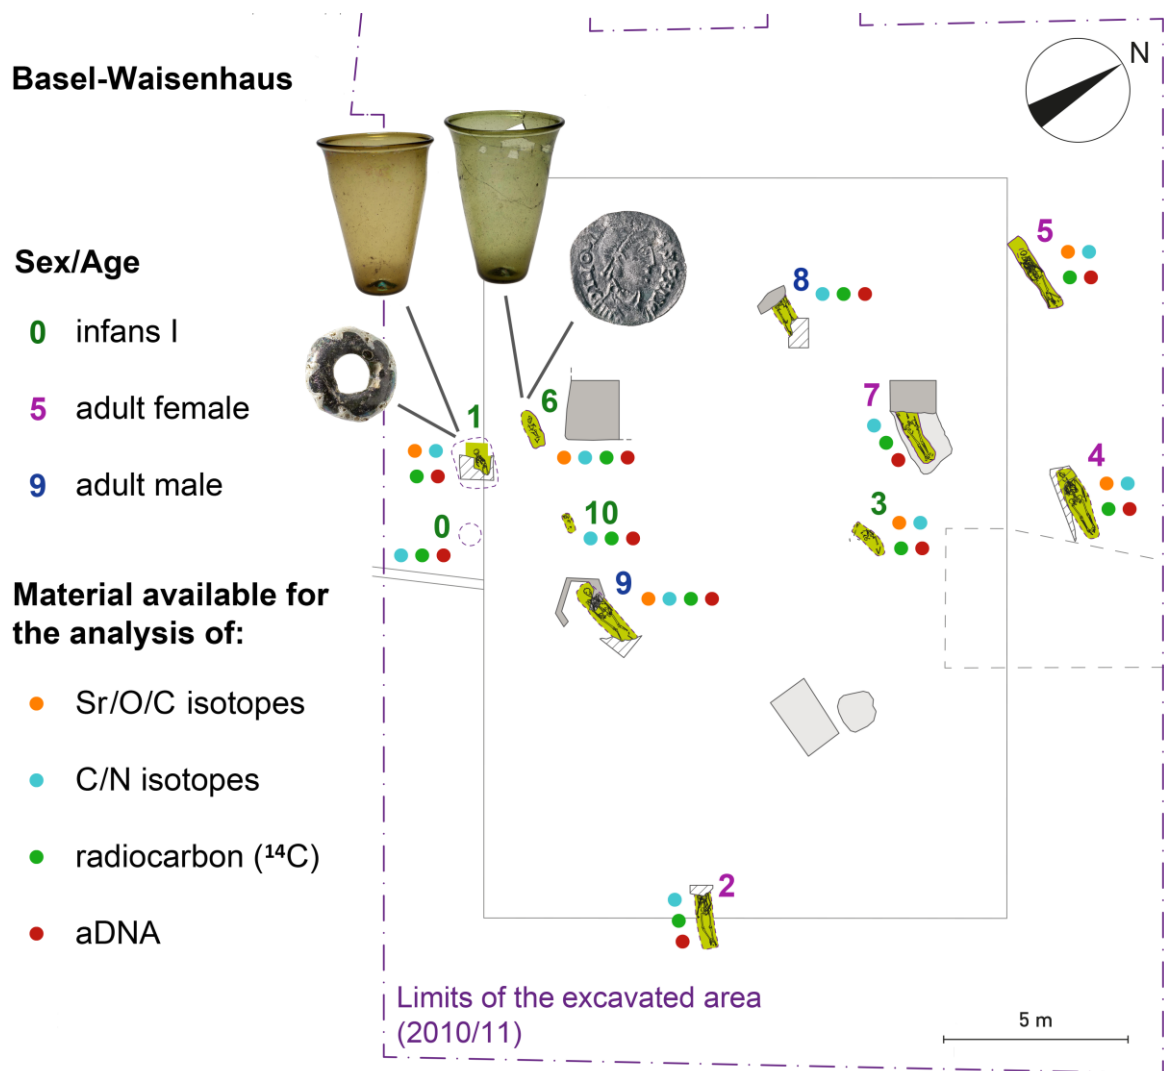 Basel-Waisenhaus
N
Sex/Age
0 infans I
5 adult female
9 adult male
Material available for
the analysis of:
Sr/O/C isotopes
C/N isotopes
radiocarbon (¹⁴C)
aDNA
5
8
6
7
1
4
3
10
0
9
2
Limits of the excavated area
(2010/11)
5 m